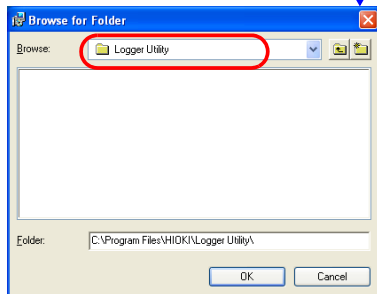 Browse for Folder
Browse:
Logger Utility
Folder:
C:\Program Files\HIOKI\Logger Utility\
OK
Cancel